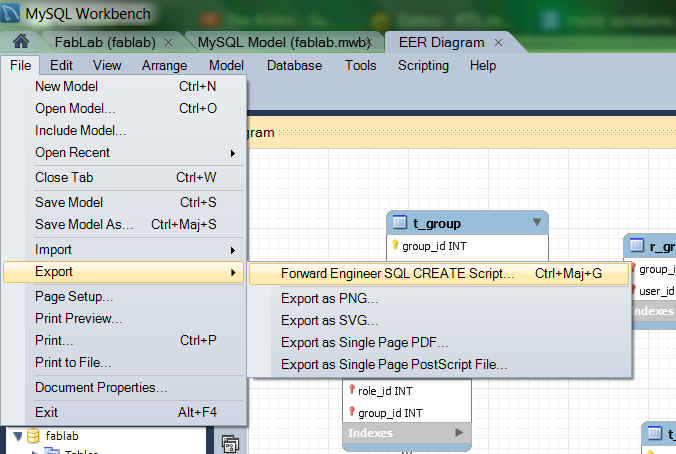 MySQL Workbench
FabLab (fablab) ×
MySQL Model (fablab.mwb) ×
EER Diagram ×
File Edit View Arrange Model Database Tools Scripting Help
New Model Ctrl+N
Open Model... Ctrl+O
Include Model...
Open Recent
Close Tab Ctrl+W
Save Model Ctrl+S
Save Model As... Ctrl+Maj+S
Import
Export
Page Setup...
Print Preview...
Print... Ctrl+P
Print to File...
Document Properties...
Exit Alt+F4
Forward Engineer SQL CREATE Script... Ctrl+Maj+G
Export as PNG...
Export as SVG...
Export as Single Page PDF...
Export as Single Page PostScript File...
gram
t_group
group_id INT
r_gr
group_i
user_id
Indexes
role_id INT
group_id INT
Indexes
t_
fablab
Tables